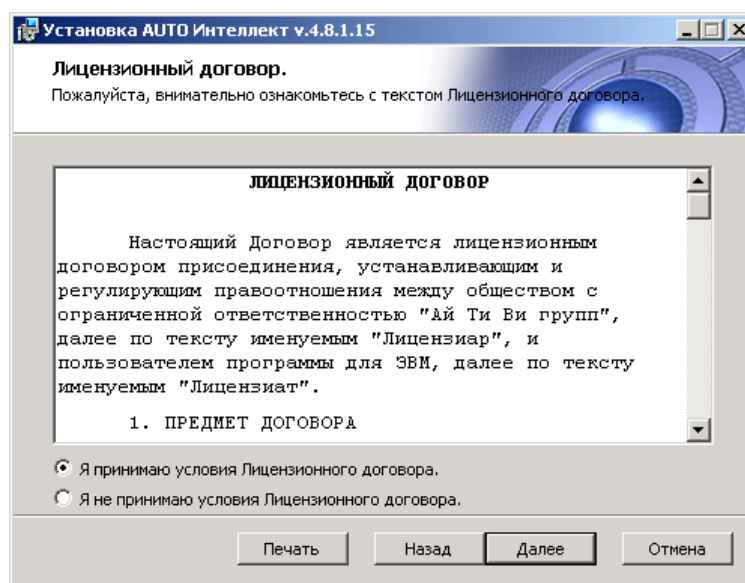 Установка AUTO Интеллект v.4.8.1.15
Лицензионный договор.
Пожалуйста, внимательно ознакомьтесь с текстом Лицензионного договора.
ЛИЦЕНЗИОННЫЙ ДОГОВОР
Настоящий Договор является лицензионным
договором присоединения, устанавливающим и
регулирующим правоотношения между обществом с
ограниченной ответственностью "Ай Ти Ви групп",
далее по тексту именуемым "Лицензиар", и
пользователем программы для ЭВМ, далее по тексту
именуемым "Лицензиат".
1. ПРЕДМЕТ ДОГОВОРА
Я принимаю условия Лицензионного договора.
Я не принимаю условия Лицензионного договора.
Печать Назад Далее Отмена